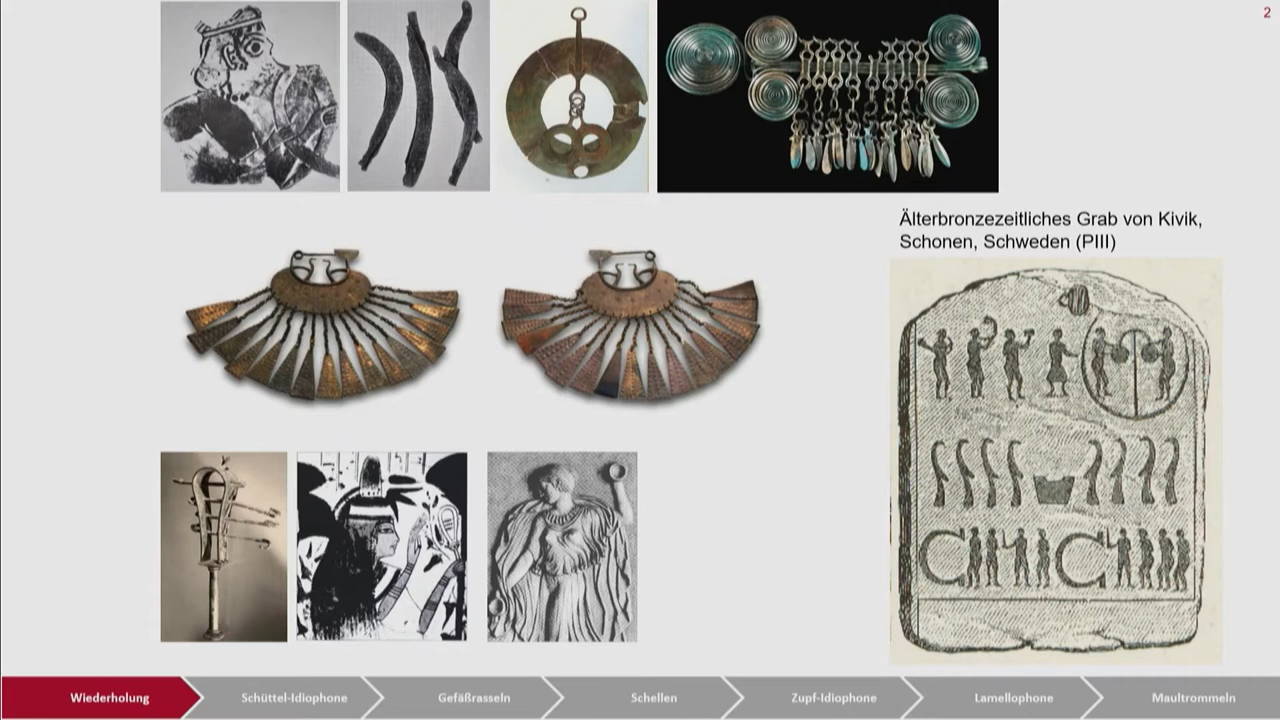 2
Älterbronzezeitliches Grab von Kivik,
Schonen, Schweden (PIII)
Wiederholung
Schüttel-Idiophone
Gefäßrasseln
Schellen
Zupf-Idiophone
Lamellophone
Maultrommeln